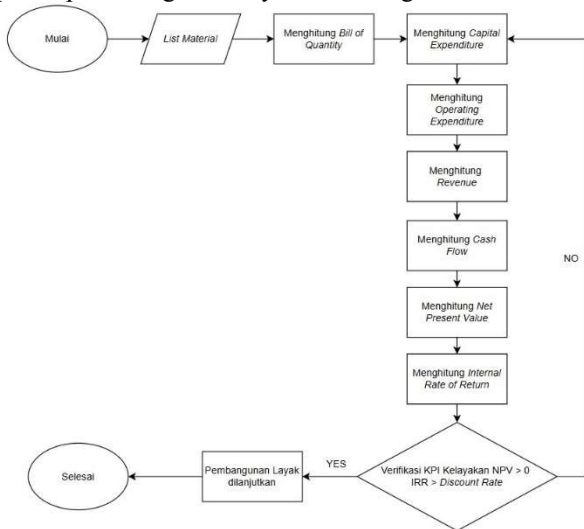 Mulai
List Material
Menghitung Bill of
Quantity
Menghitung Capital
Expenditure
Menghitung
Operating
Expenditure
Menghitung
Revenue
Menghitung Cash
Flow
NO
Menghitung Net
Present Value
Menghitung Internal
Rate of Return
Verifikasi KPI Kelayakan NPV > 0
IRR > Discount Rate
YES
Pembangunan Layak
dilanjutkan
Selesai